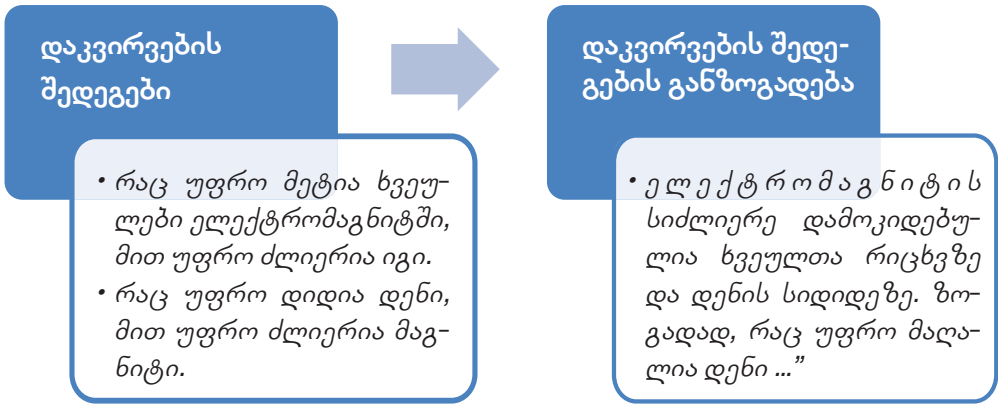 დაკვირვების
შედეგები
• რაც უფრო მეტია ხვეუ-
ლები ელექტრომაგნიტში,
მით უფრო ძლიერია იგი.
• რაც უფრო დიდია დენი,
მით უფრო ძლიერია მაგ-
ნიტი.
დაკვირვების შედე-
გების განზოგადება
• ელექტრომაგნიტის
სიძლიერე დამოკიდებუ-
ლია ხვეულთა რიცხვზე
და დენის სიდიდეზე. ზო-
გადად, რაც უფრო მაღა-
ლია დენი ...”